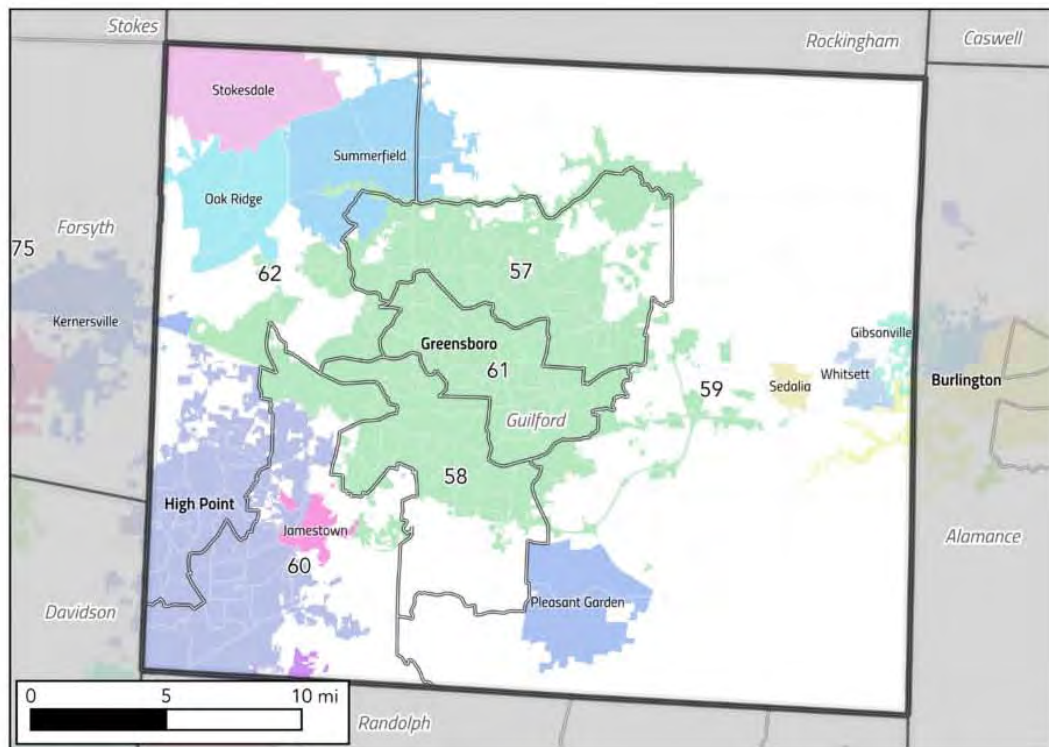 Stokes
Rockingham
Caswell
Stokesdale
Summerfield
Oak Ridge
Forsyth
75
62
57
Kernersville
Greensboro
Gibsonville
61
Whitsett
59
Sedalia
Burlington
Guilford
58
High Point
Jamestown
Alamance
60
Davidson
Pleasant Garden
0 5 10 mi
Randolph